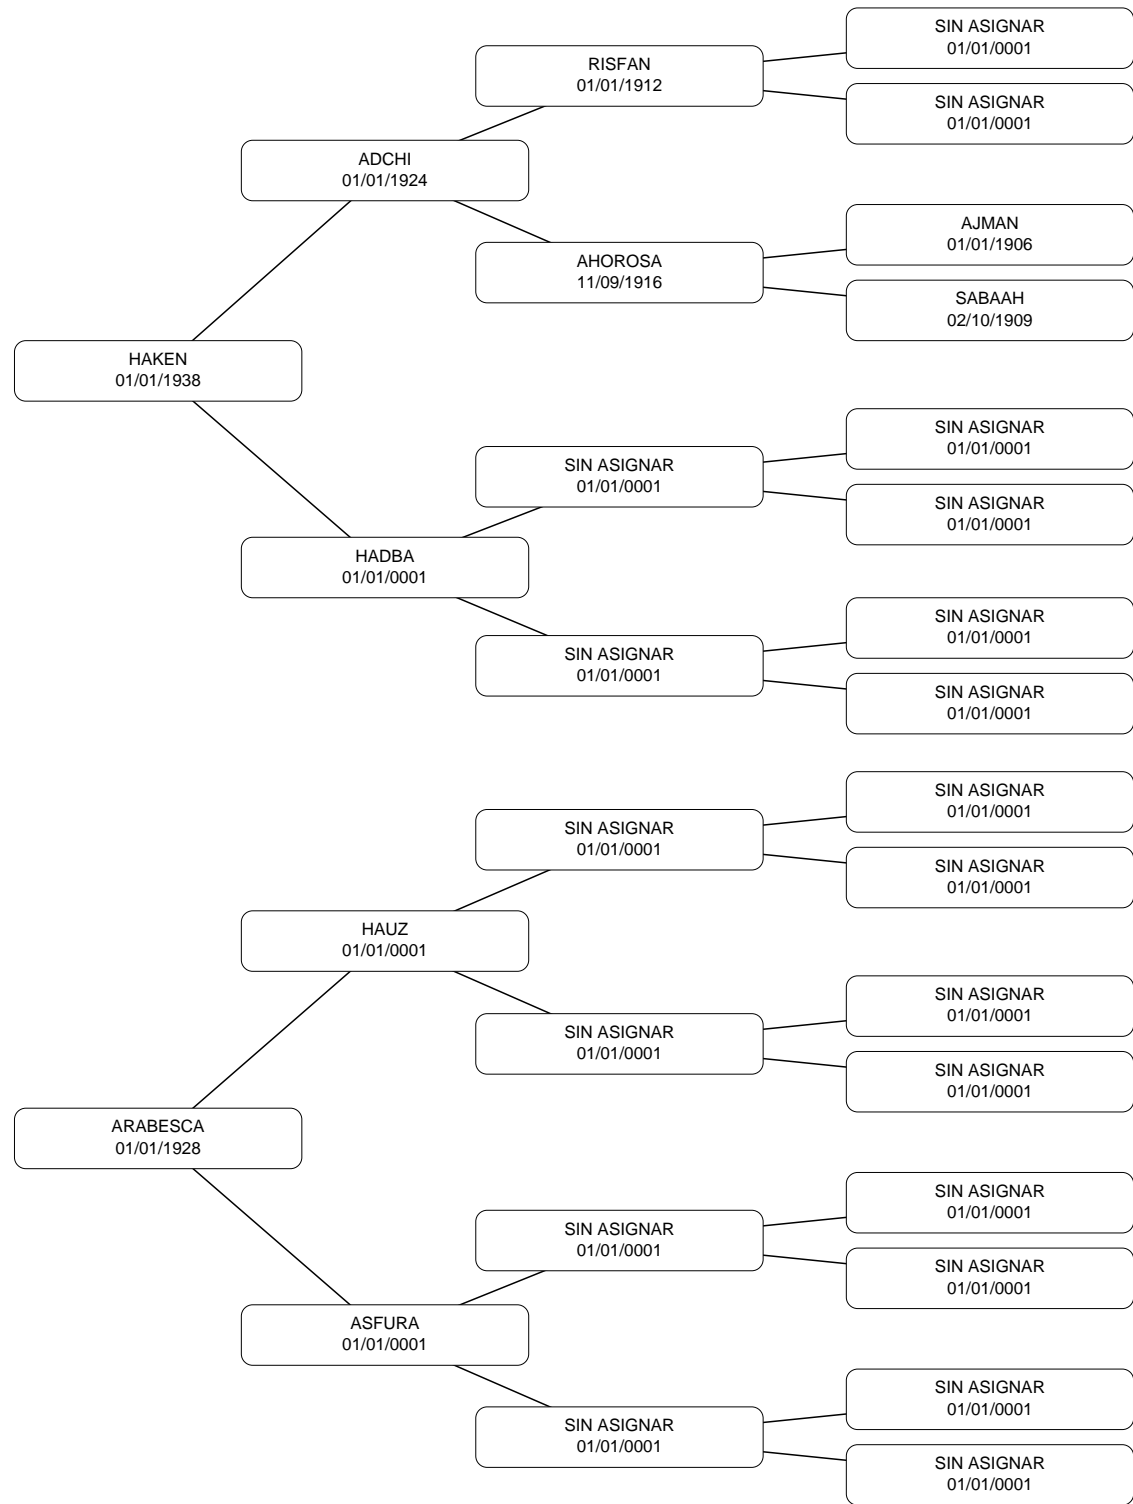 SIN ASIGNAR
01/01/0001
RISFAN
01/01/1912
SIN ASIGNAR
01/01/0001
ADCHI
01/01/1924
AJMAN
01/01/1906
AHOROSA
11/09/1916
SABAAH
02/10/1909
HAKEN
01/01/1938
SIN ASIGNAR
01/01/0001
SIN ASIGNAR
01/01/0001
SIN ASIGNAR
01/01/0001
HADBA
01/01/0001
SIN ASIGNAR
01/01/0001
SIN ASIGNAR
01/01/0001
SIN ASIGNAR
01/01/0001
SIN ASIGNAR
01/01/0001
SIN ASIGNAR
01/01/0001
SIN ASIGNAR
01/01/0001
HAUZ
01/01/0001
SIN ASIGNAR
01/01/0001
SIN ASIGNAR
01/01/0001
SIN ASIGNAR
01/01/0001
ARABESCA
01/01/1928
SIN ASIGNAR
01/01/0001
SIN ASIGNAR
01/01/0001
SIN ASIGNAR
01/01/0001
ASFURA
01/01/0001
SIN ASIGNAR
01/01/0001
SIN ASIGNAR
01/01/0001
SIN ASIGNAR
01/01/0001